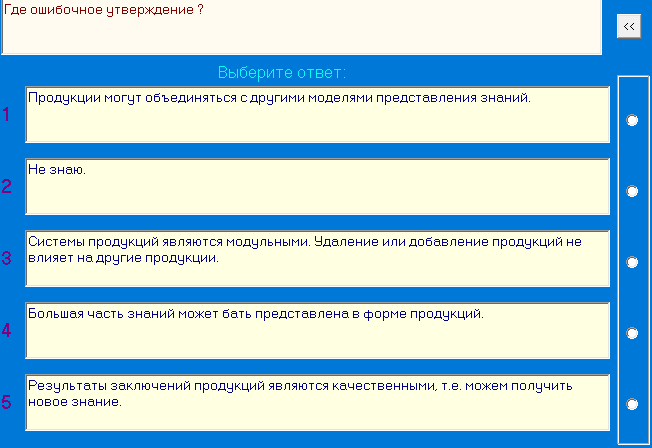 Где ошибочное утверждение ?
<<
Выберите ответ:
1
Продукции могут объединяться с другими моделями представления знаний.
2
Не знаю.
3
Системы продукций являются модульными. Удаление или добавление продукций не
влияет на другие продукции.
4
Большая часть знаний может бать представлена в форме продукций.
5
Результаты заключений продукций являются качественными, т.е. можем получить
новое знание.